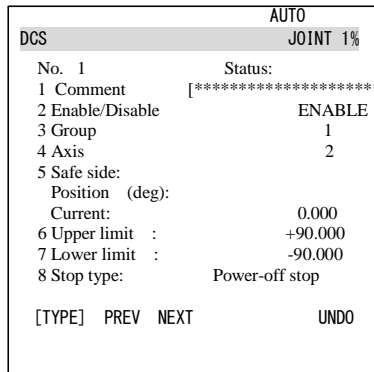 AUTO
DCS JOINT 1%
No. 1 Status:
1 Comment [*********************
2 Enable/Disable ENABLE
3 Group 1
4 Axis 2
5 Safe side:
Position (deg):
Current: 0.000
6 Upper limit : +90.000
7 Lower limit : -90.000
8 Stop type: Power-off stop
[TYPE] PREV NEXT UNDO